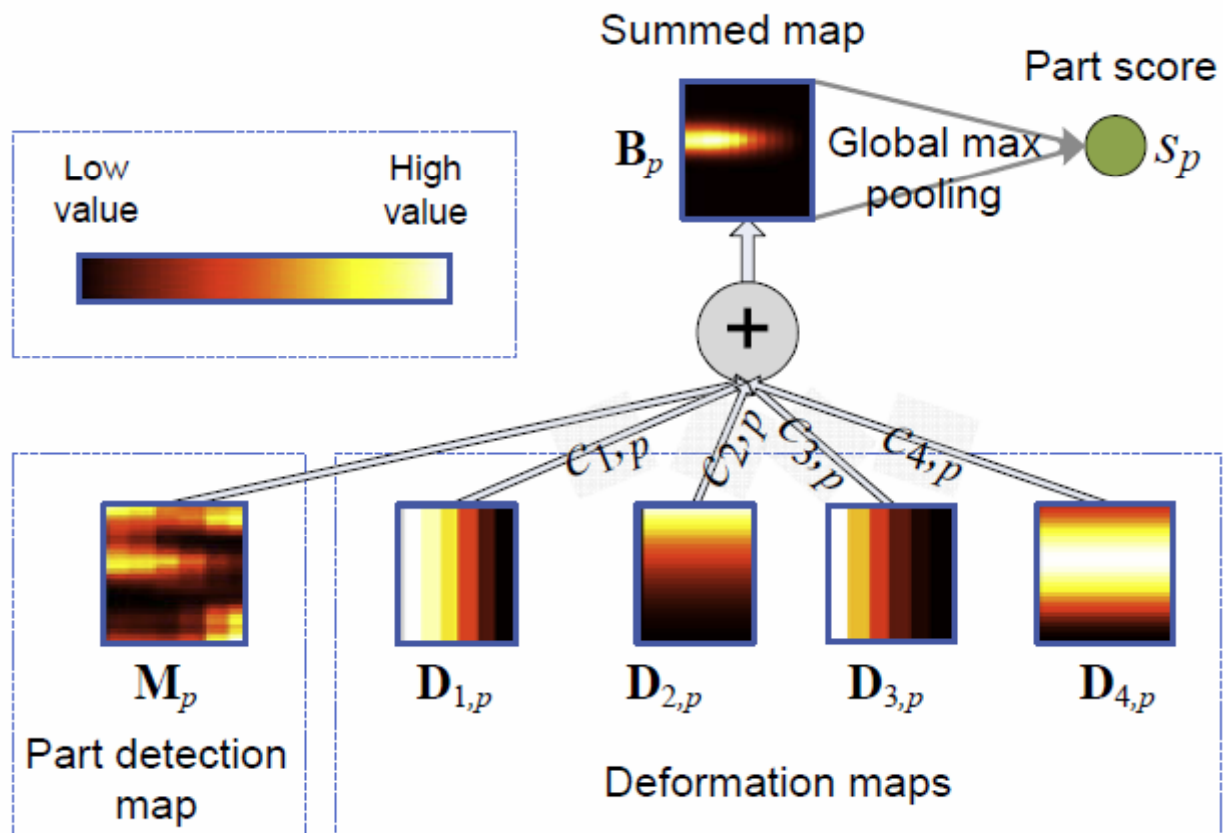 Summed map
Part score
B_p
Global max
pooling
S_p
Low
value
High
value
+
c_{1,p}
c_{2,p}
c_{3,p}
c_{4,p}
M_p
D_{1,p}
D_{2,p}
D_{3,p}
D_{4,p}
Part detection
map
Deformation maps